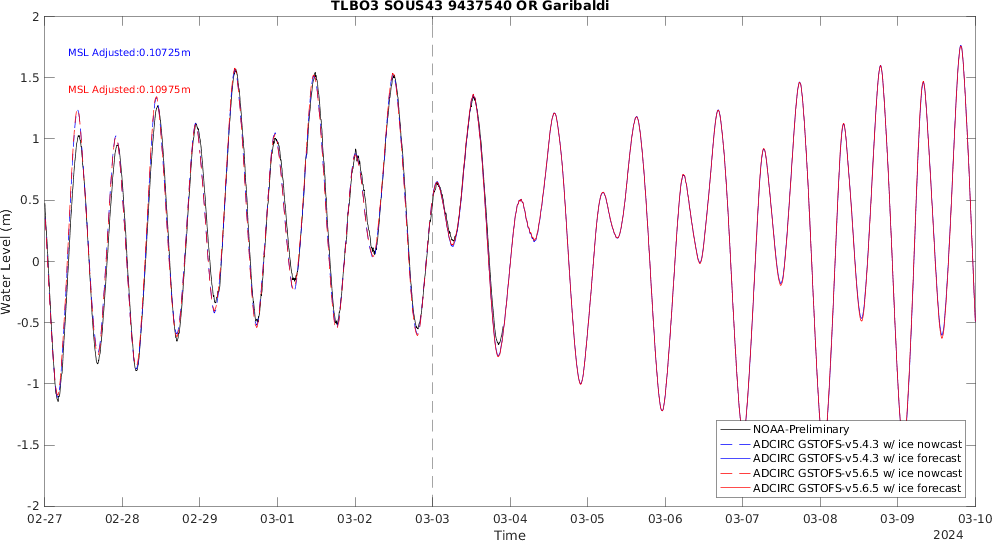 TLBO3 SOUS43 9437540 OR Garibaldi
MSL Adjusted:0.10725m
MSL Adjusted:0.10975m
Water Level (m)
2
1.5
1
0.5
0
-0.5
-1
-1.5
-2
NOAA-Preliminary
ADCIRC GSTOFS-v5.4.3 w/ ice nowcast
ADCIRC GSTOFS-v5.4.3 w/ ice forecast
ADCIRC GSTOFS-v5.6.5 w/ ice nowcast
ADCIRC GSTOFS-v5.6.5 w/ ice forecast
02-27 02-28 02-29 03-01 03-02 03-03 03-04 03-05 03-06 03-07 03-08 03-09 03-10
Time
2024